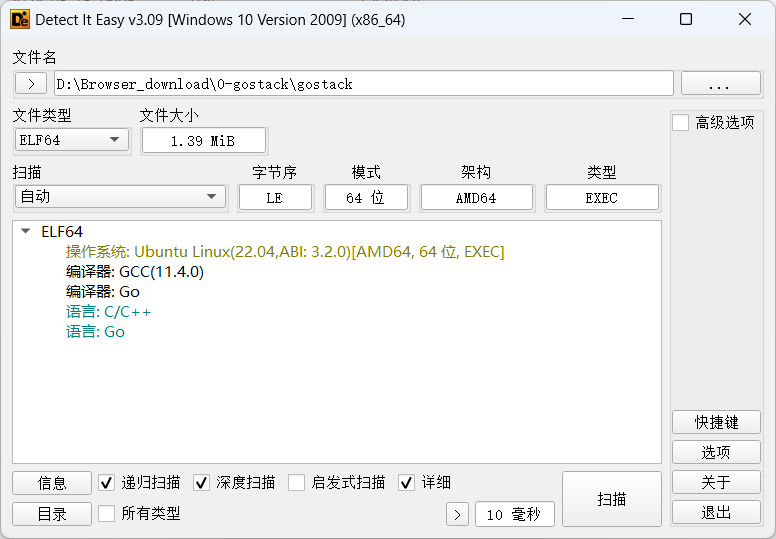 Detect It Easy v3.09 [Windows 10 Version 2009] (x86_64)
文件名
> D:\Browser_download\0-gostack\gostack ...
文件类型 文件大小
ELF64 1.39 MiB
高级选项
扫描 字节序 模式 架构 类型
自动 LE 64 位 AMD64 EXEC
ELF64
操作系统: Ubuntu Linux(22.04,ABI: 3.2.0)[AMD64, 64 位, EXEC]
编译器: GCC(11.4.0)
编译器: Go
语言: C/C++
语言: Go
快捷键
选项
关于
退出
信息 递归扫描 深度扫描 启发式扫描 详细
目录 所有类型 > 10 毫秒
扫描